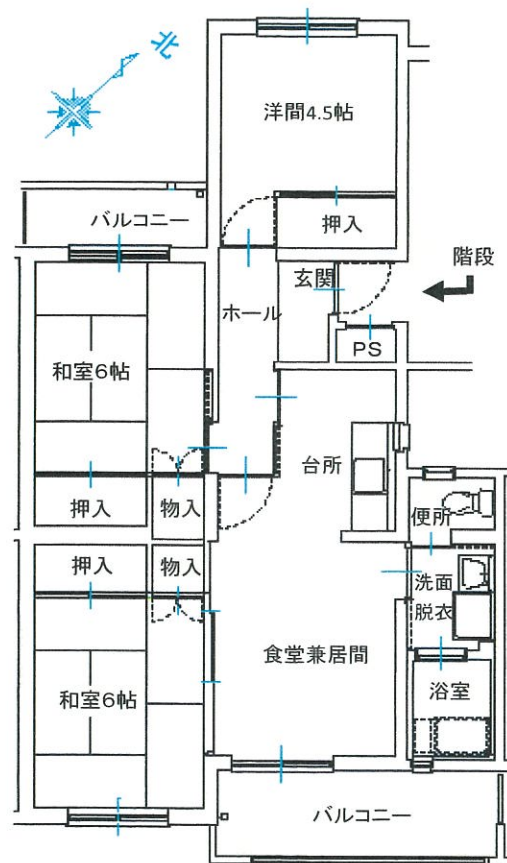 北
洋間4.5帖
押入
バルコニー
玄関
階段
ホール
PS
和室6帖
台所
押入
物入
便所
押入
物入
洗面
脱衣
食堂兼居間
和室6帖
浴室
バルコニー